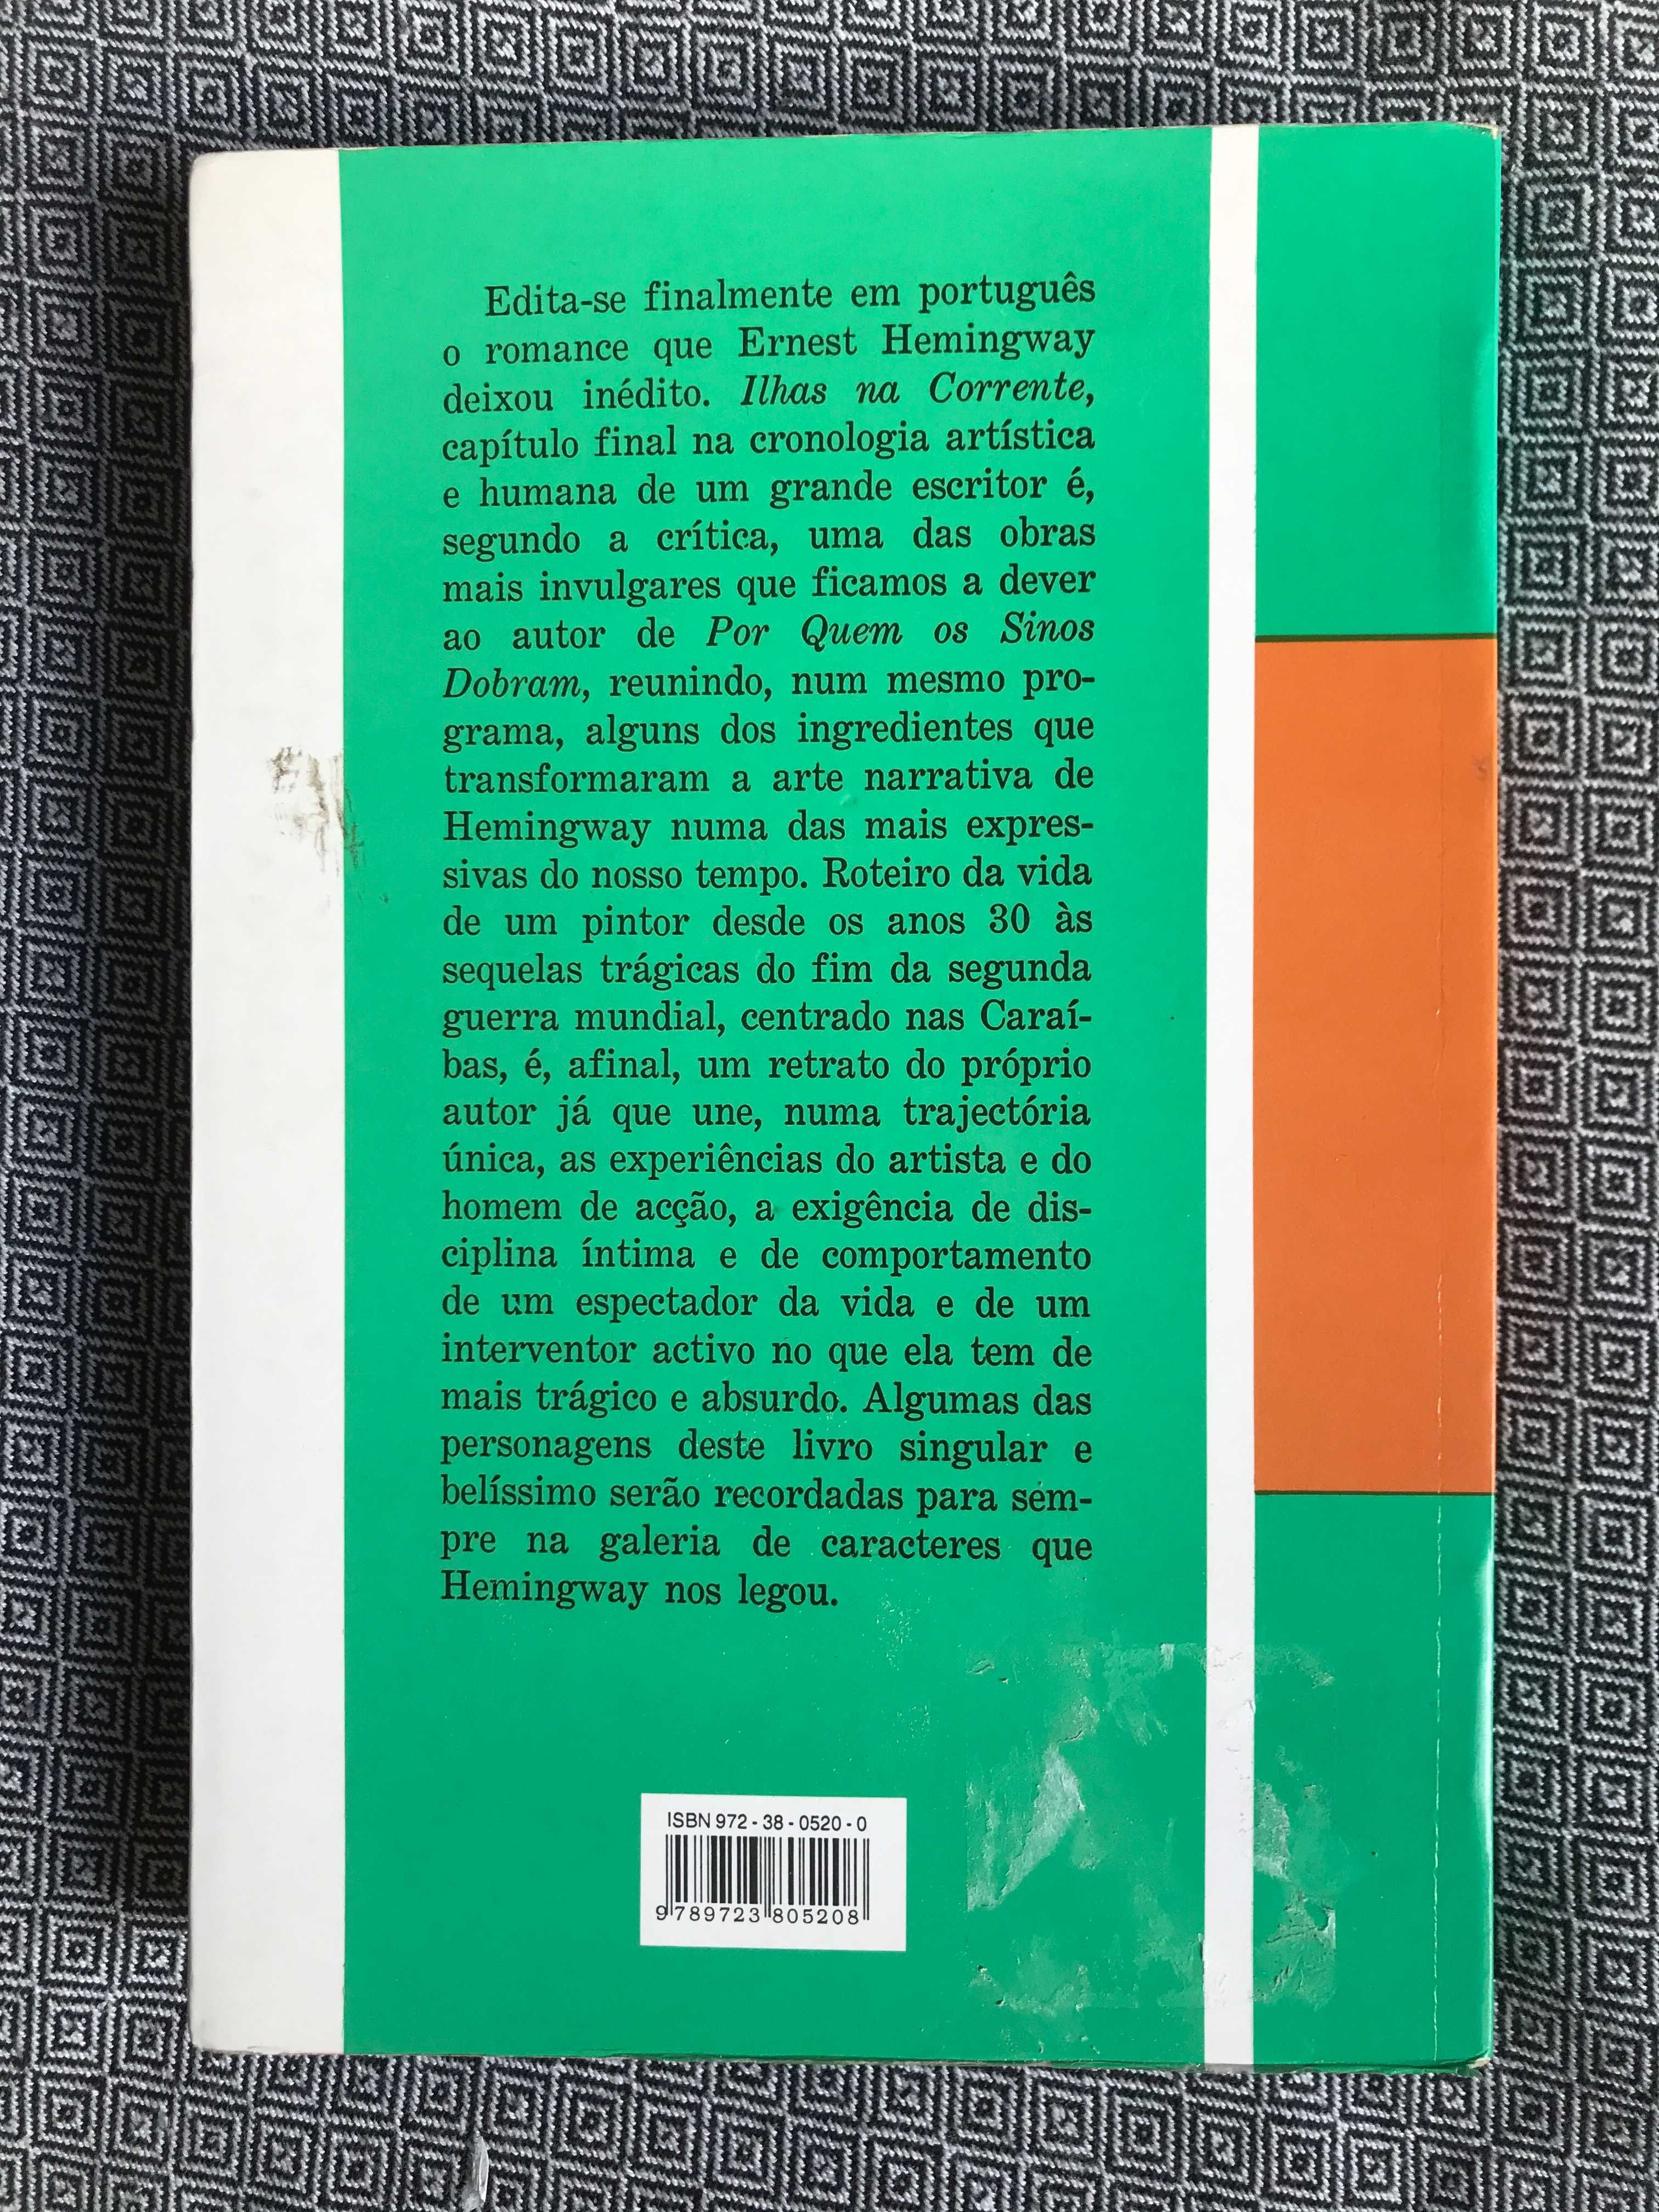 Edita-se finalmente em português
o romance que Ernest Hemingway
deixou inédito. Ilhas na Corrente,
capítulo final na cronologia artística
e humana de um grande escritor é,
segundo a crítica, uma das obras
mais invulgares que ficamos a dever
ao autor de Por Quem os Sinos
Dobram, reunindo, num mesmo pro-
grama, alguns dos ingredientes que
transformaram a arte narrativa de
Hemingway numa das mais expres-
sivas do nosso tempo. Roteiro da vida
de um pintor desde os anos 30 às
sequelas trágicas do fim da segunda
guerra mundial, centrado nas Caraí-
bas, é, afinal, um retrato do próprio
autor já que une, numa trajectória
única, as experiências do artista e do
homem de acção, a exigência de dis-
ciplina íntima e de comportamento
de um espectador da vida e de um
interventor activo no que ela tem de
mais trágico e absurdo. Algumas das
personagens deste livro singular e
belíssimo serão recordadas para sem-
pre na galeria de caracteres que
Hemingway nos legou.
ISBN 972-38-0520-0
9 789723 805208